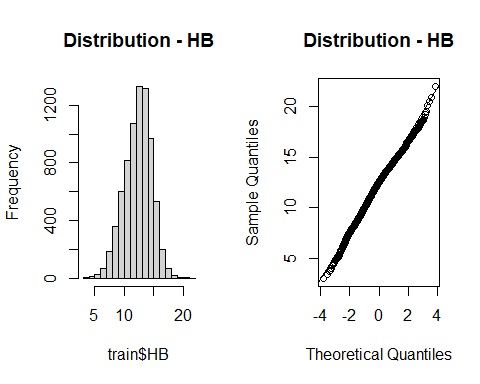 Distribution - HB
Frequency
0 400 800 1200
5 10 20
train$HB
Distribution - HB
Sample Quantiles
5 10 15 20
-4 -2 0 2 4
Theoretical Quantiles